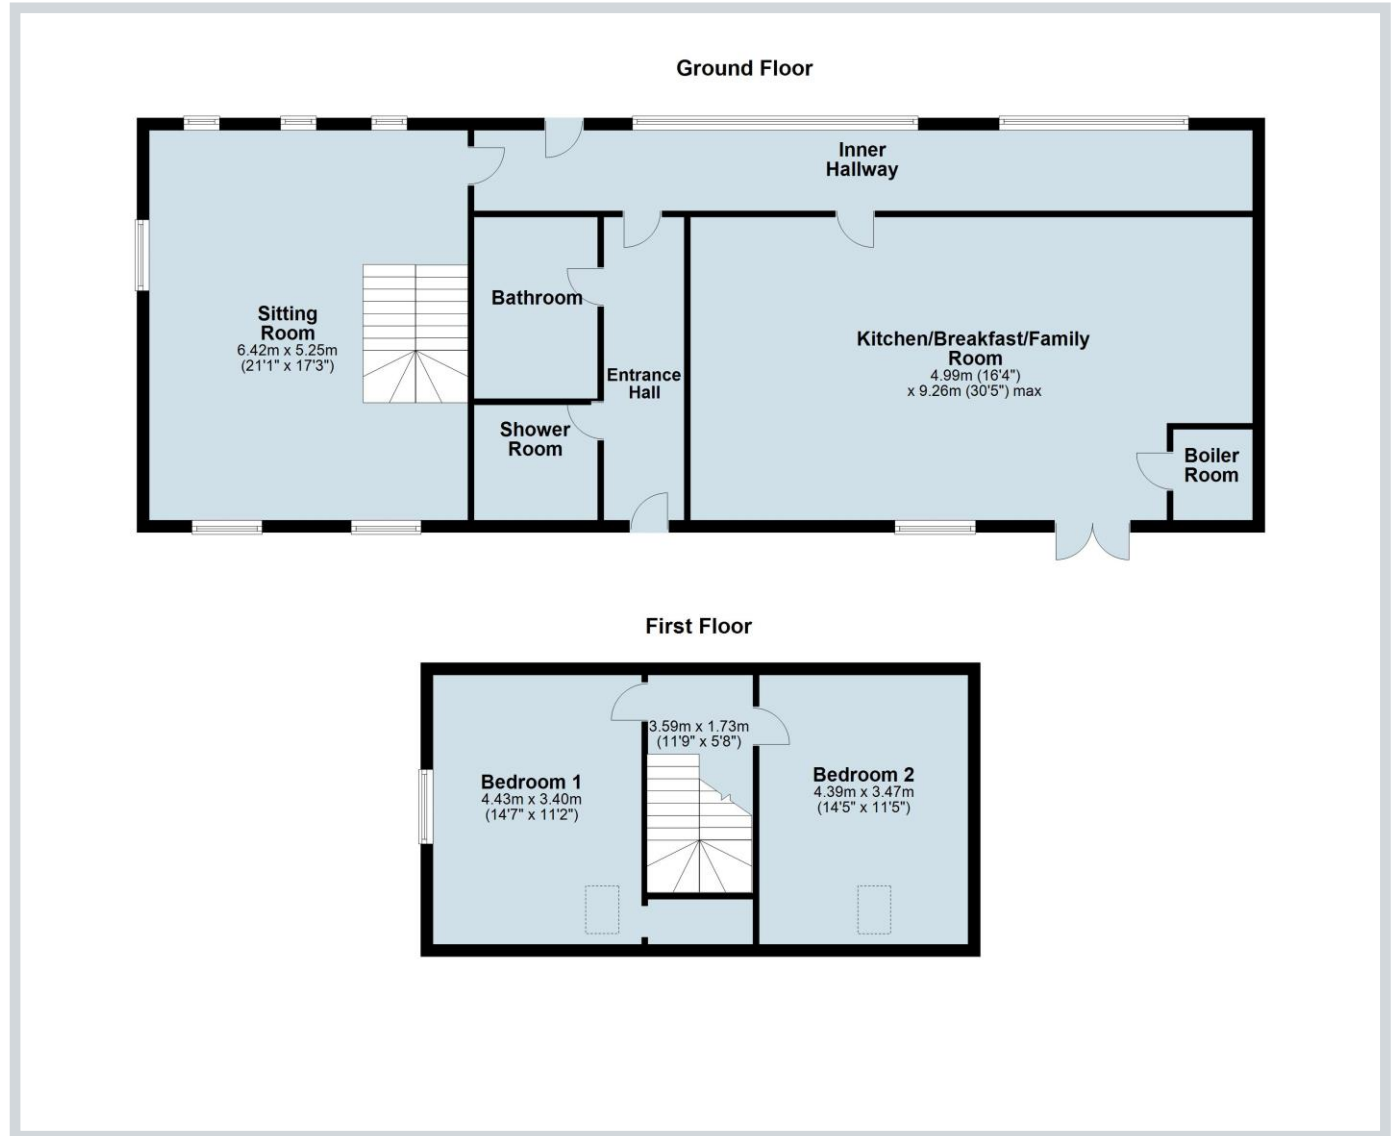 Ground Floor
Inner
Hallway
Sitting
Room
6.42m x 5.25m
(21'1" x 17'3")
Bathroom
Entrance
Hall
Shower
Room
Kitchen/Breakfast/Family
Room
4.99m (16'4")
x 9.26m (30'5") max
Boiler
Room
First Floor
3.59m x 1.73m
(11'9" x 5'8")
Bedroom 1
4.43m x 3.40m
(14'7" x 11'2")
Bedroom 2
4.39m x 3.47m
(14'5" x 11'5")